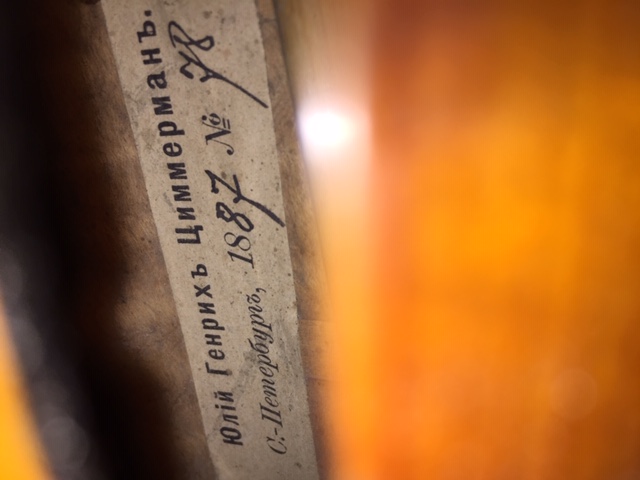 Юлій Генрихъ Циммерманъ.
С.-Петербургъ, 1887 № 78